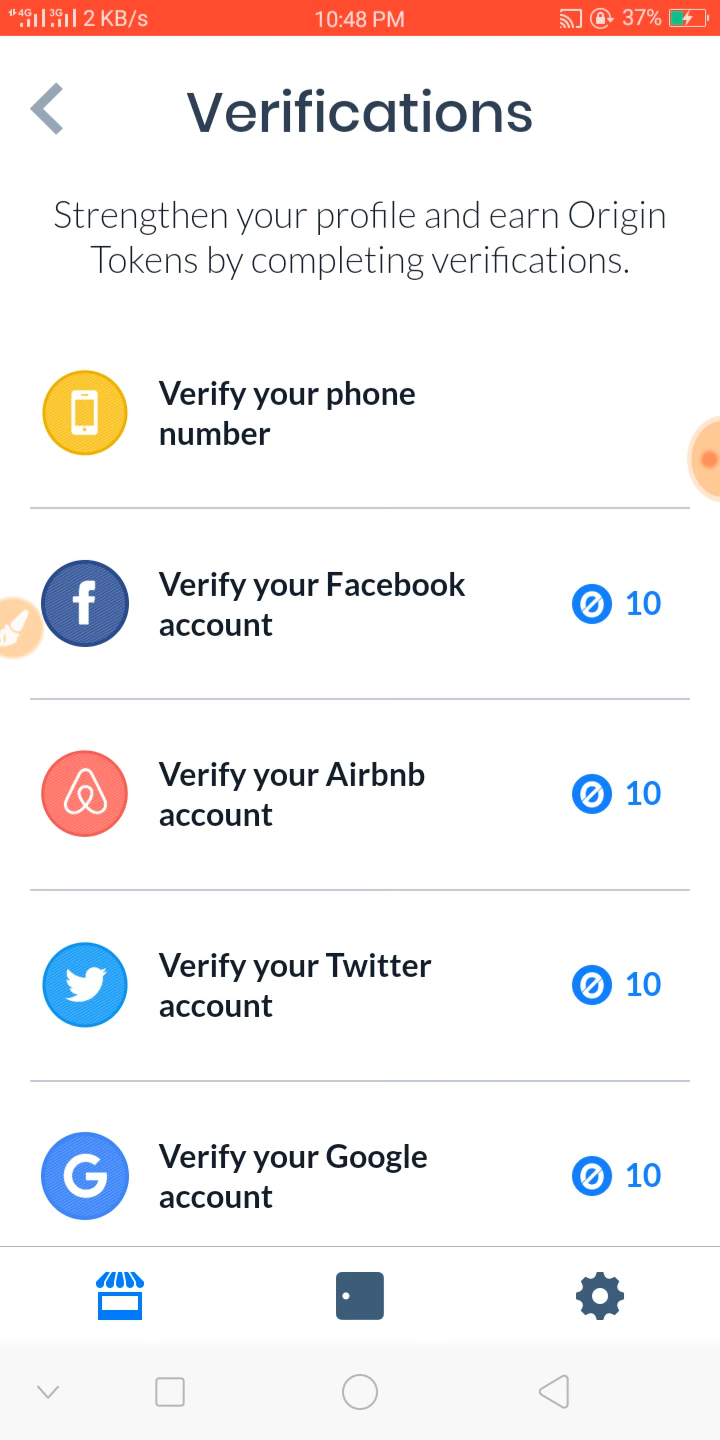 4G 3G 2 KB/s 10:48 PM 37%
Verifications
Strengthen your profile and earn Origin
Tokens by completing verifications.
Verify your phone
number
Verify your Facebook
account
10
Verify your Airbnb
account
10
Verify your Twitter
account
10
Verify your Google
account
10